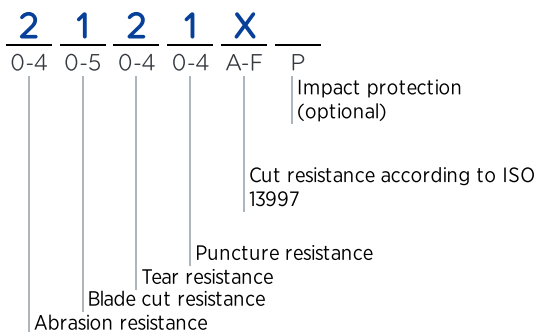 2 1 2 1 X
0-4 0-5 0-4 0-4 A-F P
Impact protection
(optional)
Cut resistance according to ISO
13997
Puncture resistance
Tear resistance
Blade cut resistance
Abrasion resistance